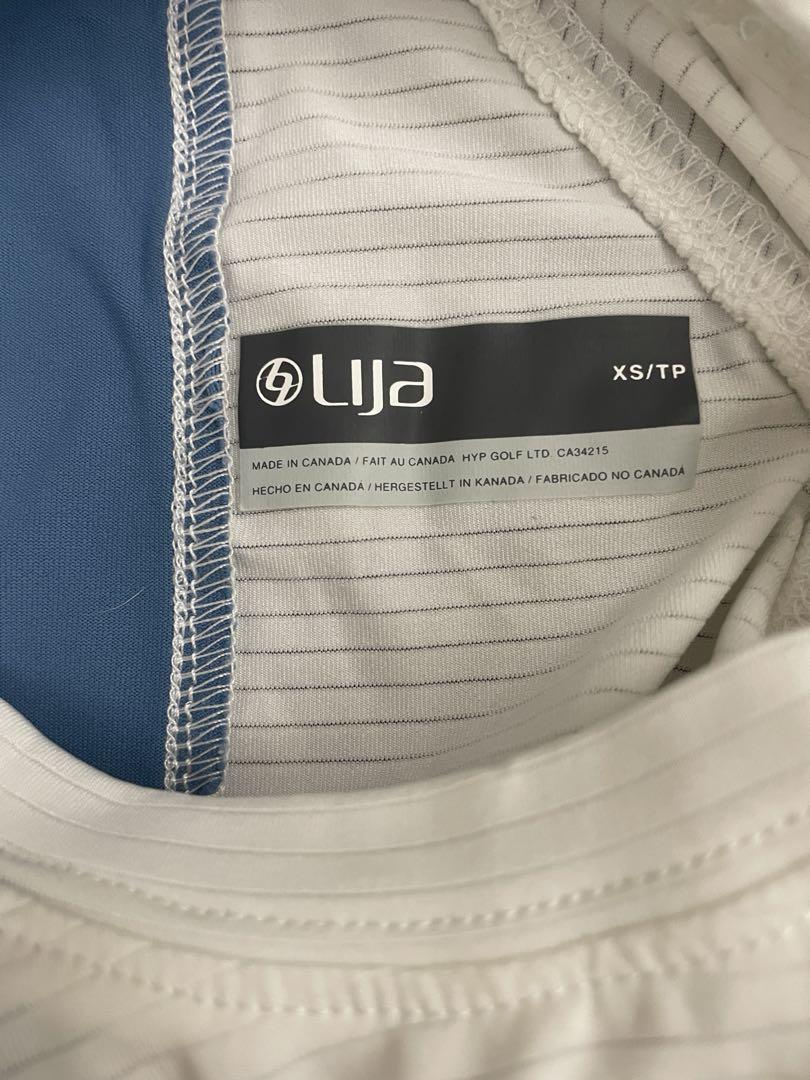 Lija
XS/TP
MADE IN CANADA / FAIT AU CANADA HYP GOLF LTD. CA34215
HECHO EN CANADÁ / HERGESTELLT IN KANADA / FABRICADO NO CANADÁ